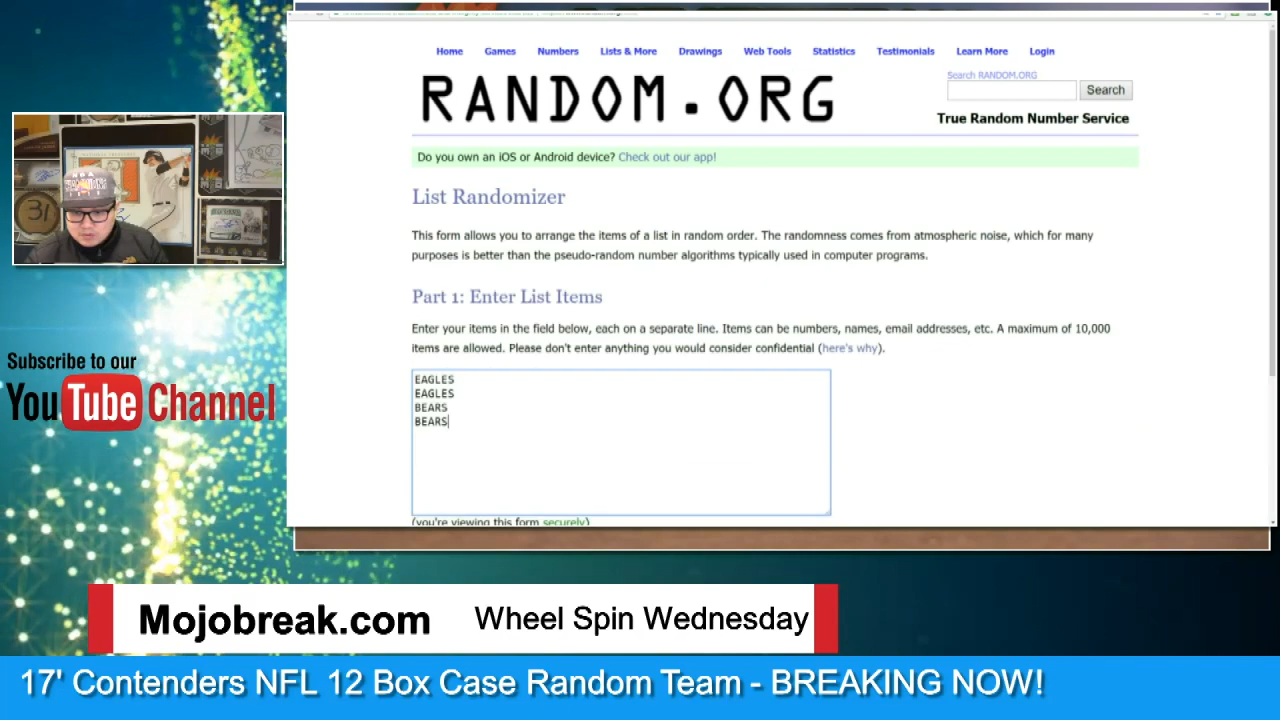 Home Games Numbers Lists & More Drawings Web Tools Statistics Testimonials Learn More Login
RANDOM.ORG
Search RANDOM.ORG
Search
True Random Number Service
Do you own an iOS or Android device? Check out our app!
List Randomizer
This form allows you to arrange the items of a list in random order. The randomness comes from atmospheric noise, which for many
purposes is better than the pseudo-random number algorithms typically used in computer programs.
Part 1: Enter List Items
Enter your items in the field below, each on a separate line. Items can be numbers, names, email addresses, etc. A maximum of 10,000
items are allowed. Please don't enter anything you would consider confidential (here's why).
EAGLES
EAGLES
BEARS
BEARS
(you're viewing this form securely)
31
Subscribe to our
YouTube Channel
Mojobreak.com Wheel Spin Wednesday
17' Contenders NFL 12 Box Case Random Team - BREAKING NOW!